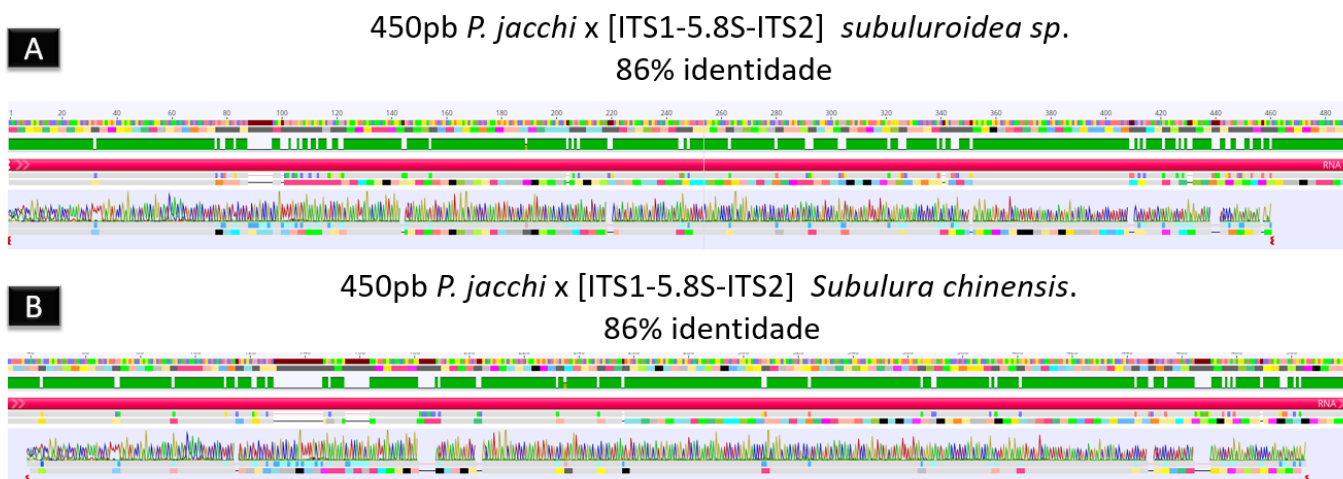 A
450pb P. jacchi x [ITS1-5.8S-ITS2] subuluroidea sp.
86% identidade
1 20 40 60 80 100 120 140 160 180 200 220 240 260 280 300 320 340 360 380 400 420 440 460 480
RNA
B
450pb P. jacchi x [ITS1-5.8S-ITS2] Subulura chinensis.
86% identidade
RNA